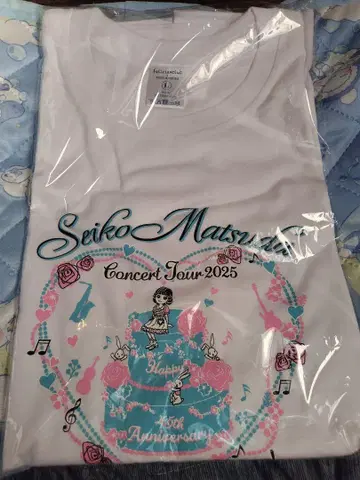 L
Seiko Matsuda
Concert Tour 2025
Happy
45th
Anniversary